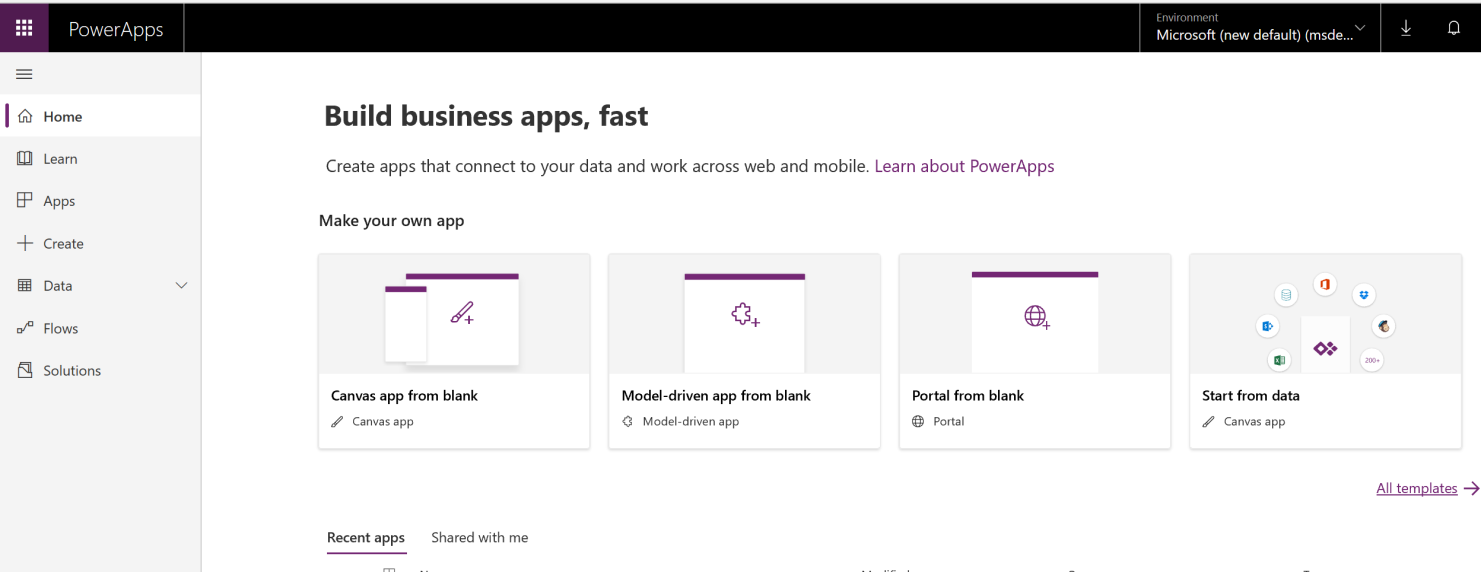 PowerApps
Environment
Microsoft (new default) (msde...
Home
Learn
Apps
Create
Data
Flows
Solutions
Build business apps, fast
Create apps that connect to your data and work across web and mobile. Learn about PowerApps
Make your own app
200+
Canvas app from blank
Canvas app
Model-driven app from blank
Model-driven app
Portal from blank
Portal
Start from data
Canvas app
All templates
Recent apps
Shared with me